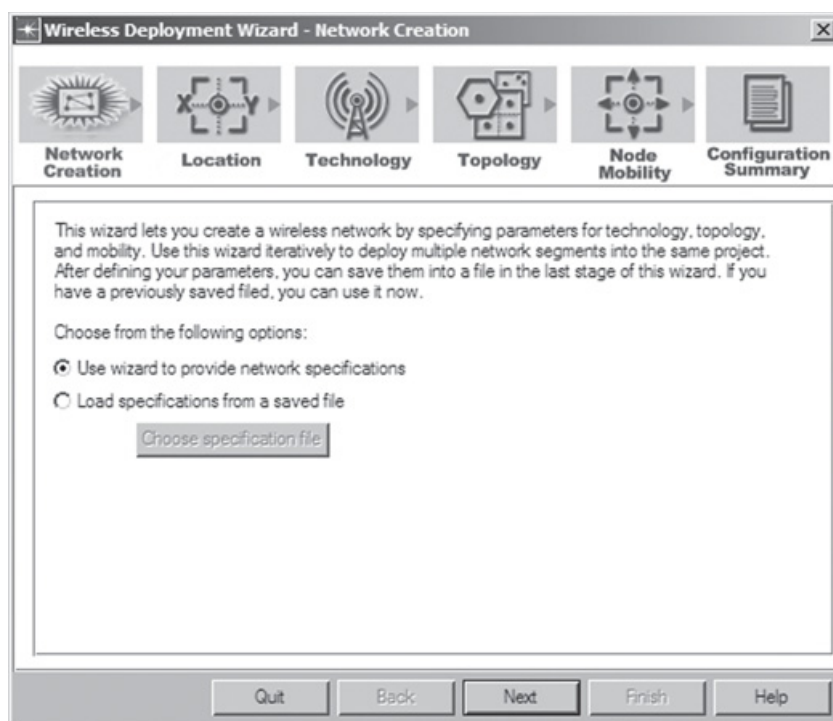 Wireless Deployment Wizard - Network Creation
X
Y
Network
Creation
Location
Technology
Topology
Node
Mobility
Configuration
Summary
This wizard lets you create a wireless network by specifying parameters for technology, topology,
and mobility. Use this wizard iteratively to deploy multiple network segments into the same project.
After defining your parameters, you can save them into a file in the last stage of this wizard. If you
have a previously saved filed, you can use it now.
Choose from the following options:
Use wizard to provide network specifications
Load specifications from a saved file
Choose specification file
Quit
Back
Next
Finish
Help